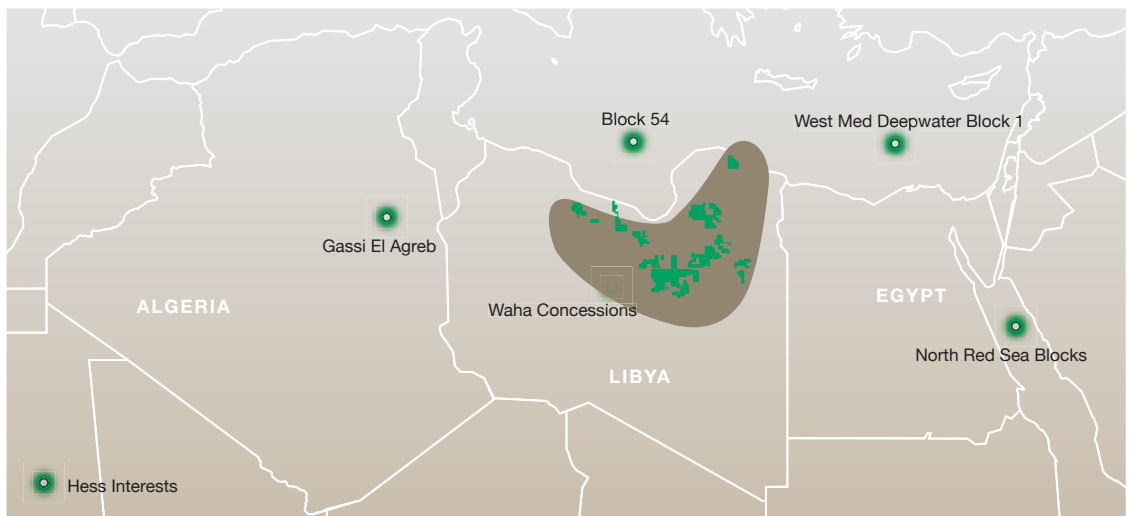 Block 54
West Med Deepwater Block 1
Gassi El Agreb
EGYPT
ALGERIA
Waha Concessions
North Red Sea Blocks
LIBYA
Hess Interests